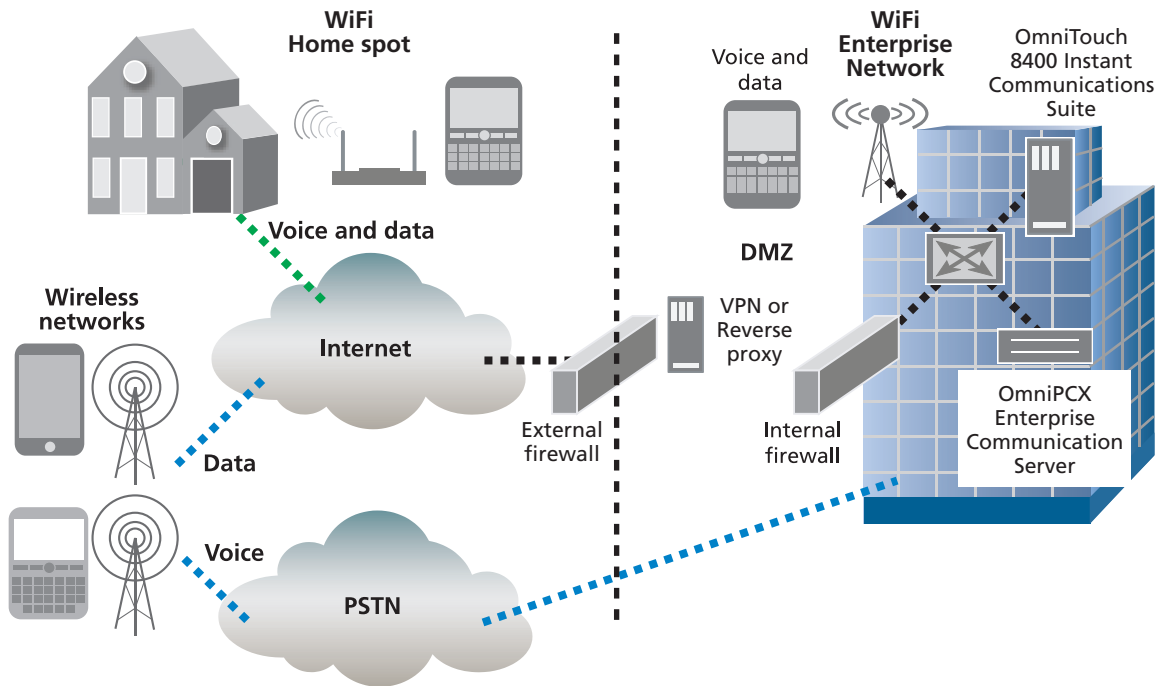 WiFi
Home spot
Voice and data
WiFi
Enterprise
Network
OmniTouch
8400 Instant
Communications
Suite
Voice and data
DMZ
Wireless
networks
Internet
VPN or
Reverse
proxy
External
firewall
Internal
firewall
OmniPCX
Enterprise
Communication
Server
Data
Voice
PSTN